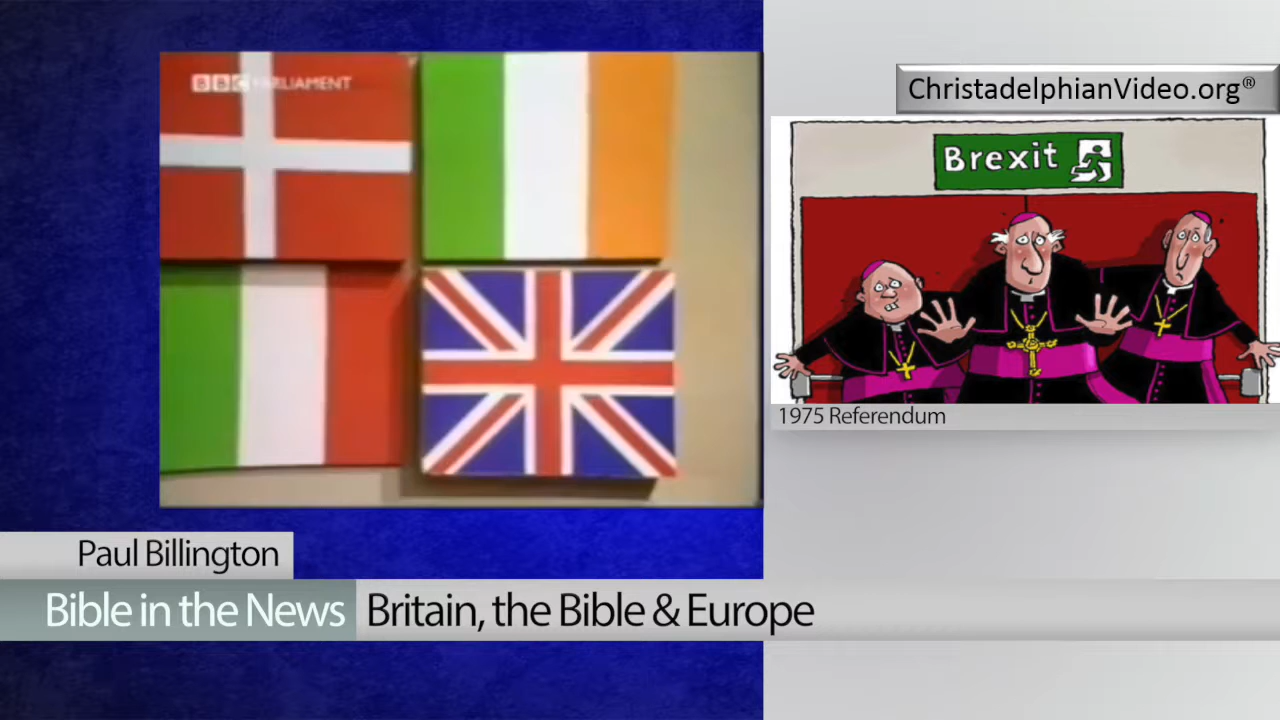 BBC PARLIAMENT
ChristadelphianVideo.org®
Brexit
1975 Referendum
Paul Billington
Bible in the News
Britain, the Bible & Europe